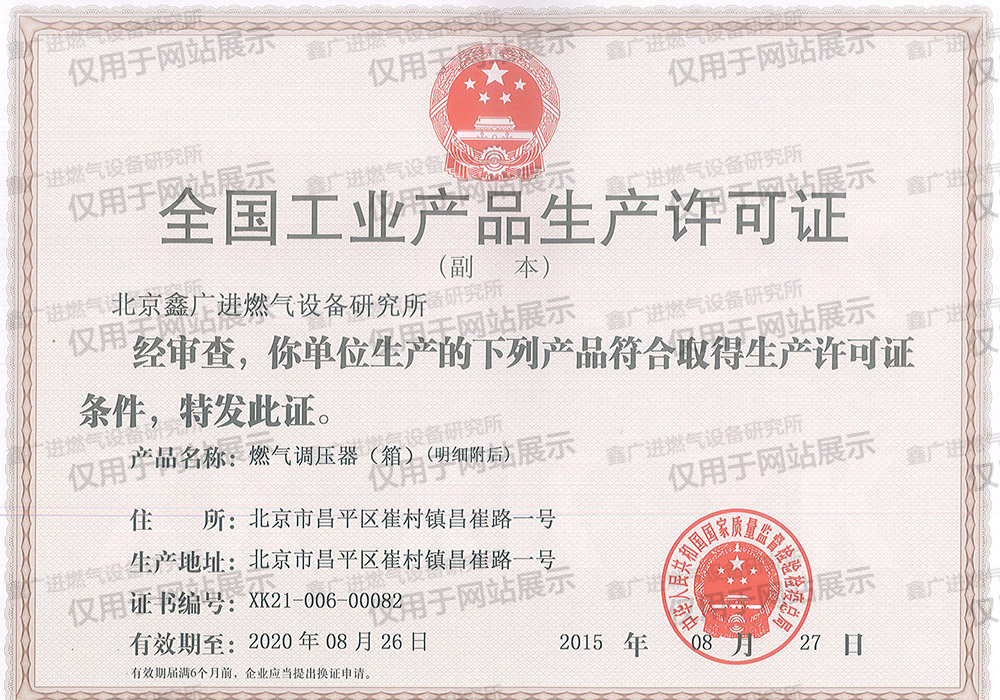 全国工业产品生产许可证
（副 本）
北京鑫广进燃气设备研究所
经审查，你单位生产的下列产品符合取得生产许可证
条件，特发此证。
产品名称：燃气调压器（箱）（明细附后）
住 所：北京市昌平区崔村镇昌崔路一号
生产地址：北京市昌平区崔村镇昌崔路一号
证书编号：XK21-006-00082
有效期至：2020 年 08 月 26 日
2015 年 08 月 27 日
有效期届满6个月前，企业应当提出换证申请。
中华人民共和国国家质量监督检验检疫总局
鑫广进燃气设备研究所
仅用于网站展示